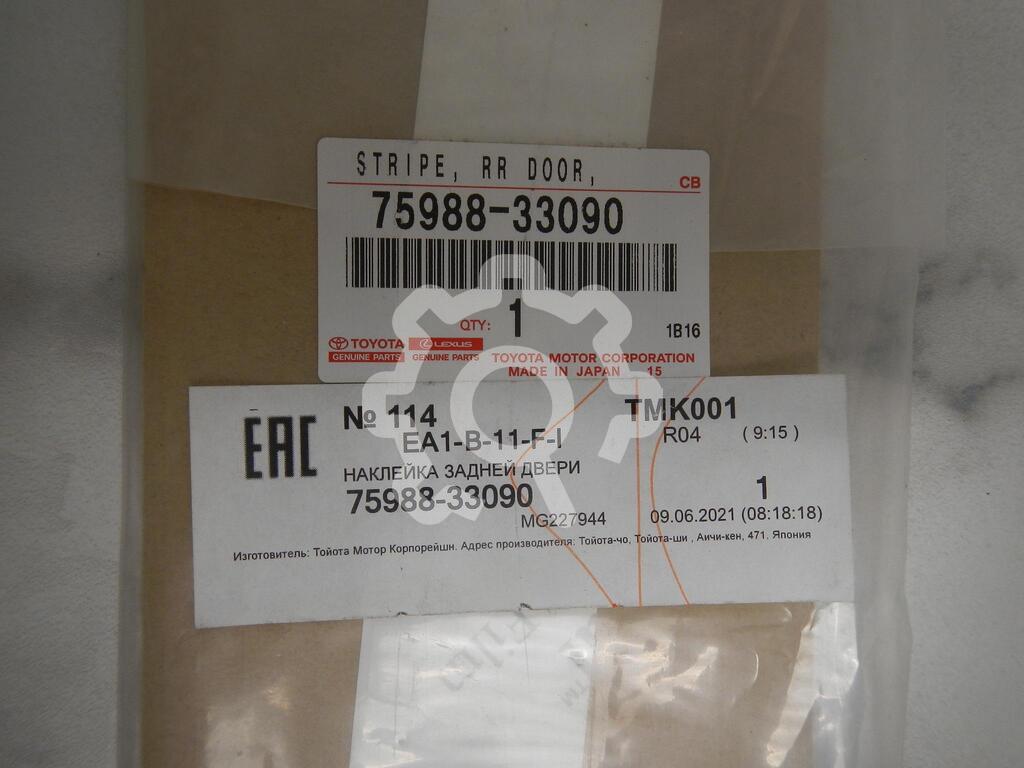 STRIPE, RR DOOR,
CB
75988-33090
QTY: 1
1B16
TOYOTA LEXUS
GENUINE PARTS GENUINE PARTS
TOYOTA MOTOR CORPORATION
MADE IN JAPAN 15
EAC
№ 114
TMK001
EA1-B-11-F-I
R04 ( 9:15 )
НАКЛЕЙКА ЗАДНЕЙ ДВЕРИ
75988-33090
1
MG227944
09.06.2021 (08:18:18)
Изготовитель: Тойота Мотор Корпорейшн. Адрес производителя: Тойота-чо, Тойота-ши , Аичи-кен, 471, Япония